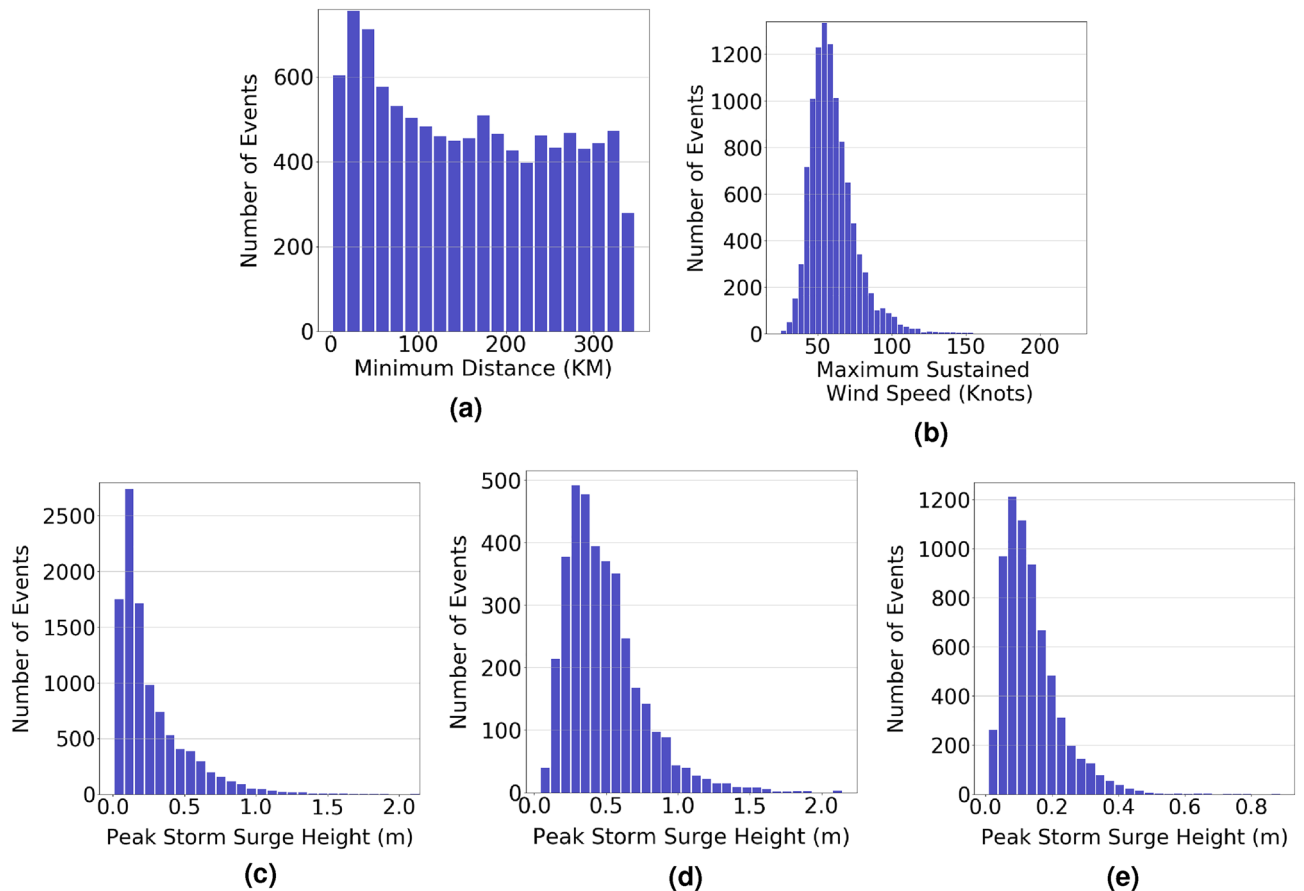 Number of Events
600
400
200
0
0 100 200 300
Minimum Distance (KM)
(a)
Number of Events
1200
1000
800
600
400
200
0
50 100 150 200
Maximum Sustained
Wind Speed (Knots)
(b)
Number of Events
2500
2000
1500
1000
500
0
0.0 0.5 1.0 1.5 2.0
Peak Storm Surge Height (m)
(c)
Number of Events
500
400
300
200
100
0
0.0 0.5 1.0 1.5 2.0
Peak Storm Surge Height (m)
(d)
Number of Events
1200
1000
800
600
400
200
0
0.0 0.2 0.4 0.6 0.8
Peak Storm Surge Height (m)
(e)